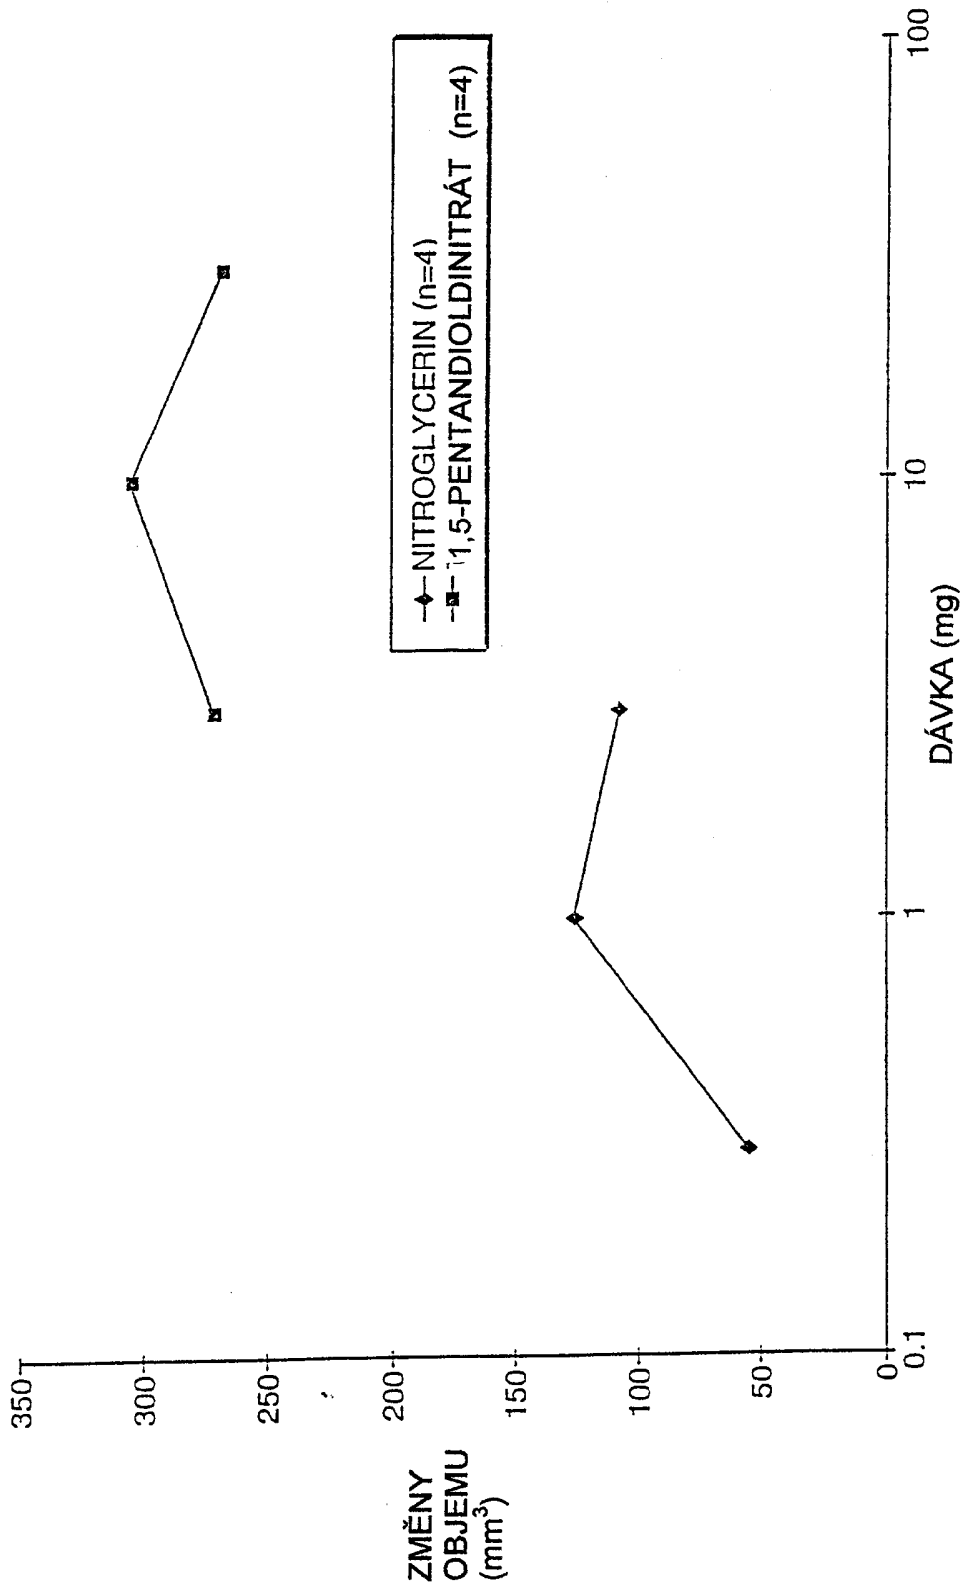 ZMĚNY
OBJEMU
(mm³)
350
300
250
200
150
100
50
0
0.1
1
10
100
DÁVKA (mg)
NITROGLYCERIN (n=4)
1,5-PENTANDIOLDINITRÁT (n=4)